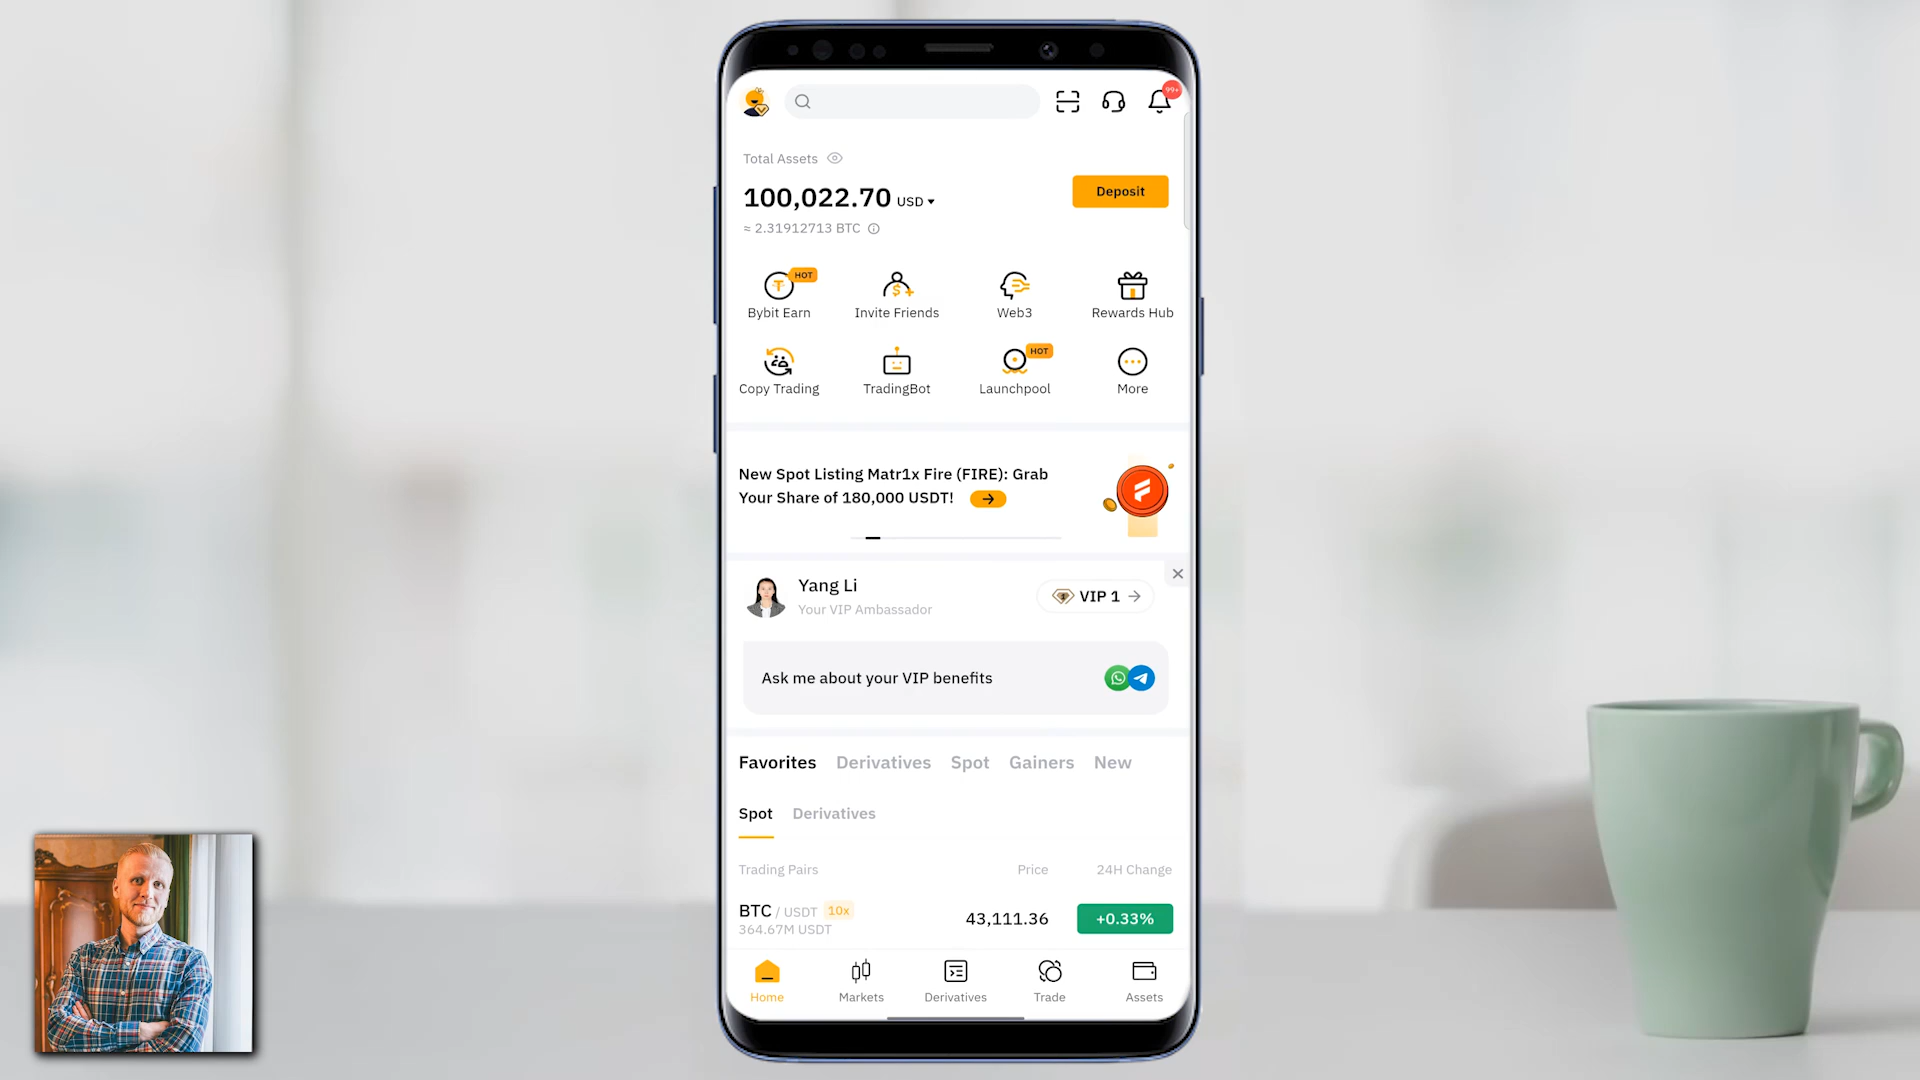 99+
Total Assets
100,022.70 USD
Deposit
≈ 2.31912713 BTC
HOT
Bybit Earn
Invite Friends
Web3
Rewards Hub
HOT
Copy Trading
TradingBot
Launchpool
More
New Spot Listing Matr1x Fire (FIRE): Grab
Your Share of 180,000 USDT!
Yang Li
Your VIP Ambassador
VIP 1
Ask me about your VIP benefits
Favorites Derivatives Spot Gainers New
Spot Derivatives
Trading Pairs Price 24H Change
BTC / USDT 10x 43,111.36 +0.33%
364.67M USDT
Home Markets Derivatives Trade Assets